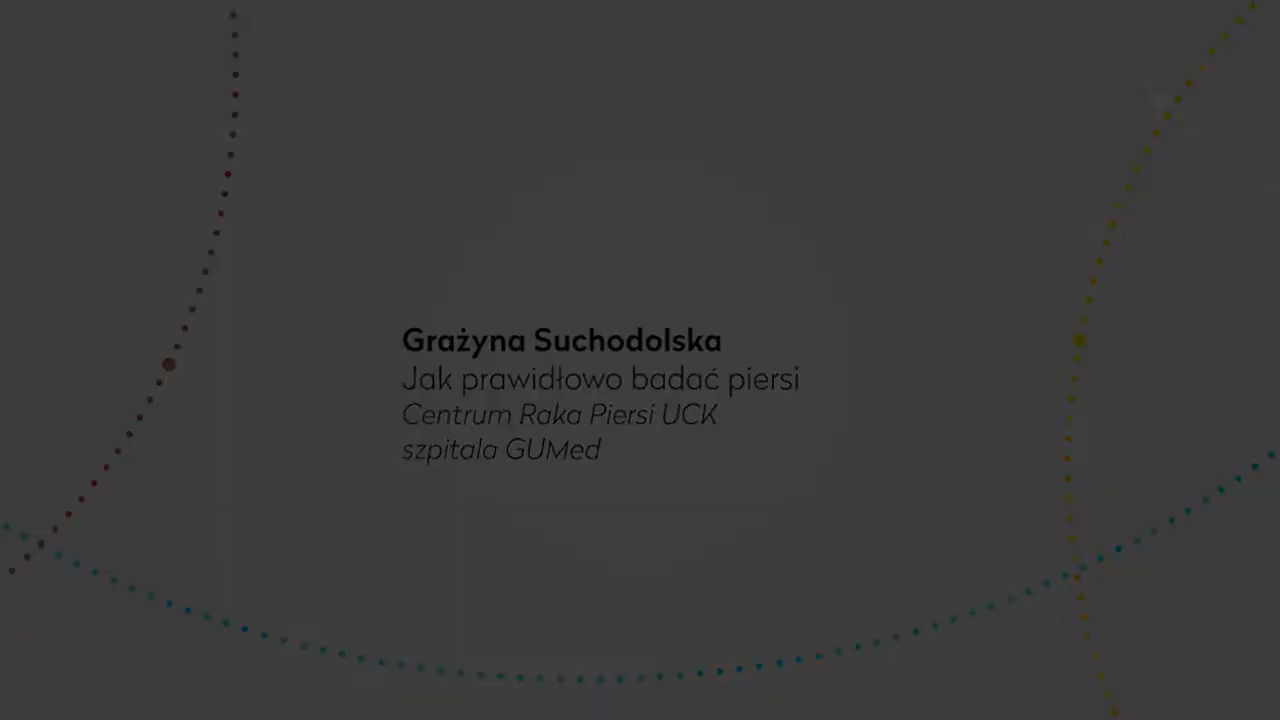 Grażyna Suchodolska
Jak prawidłowo badać piersi
Centrum Raka Piersi UCK
szpitala GUMed